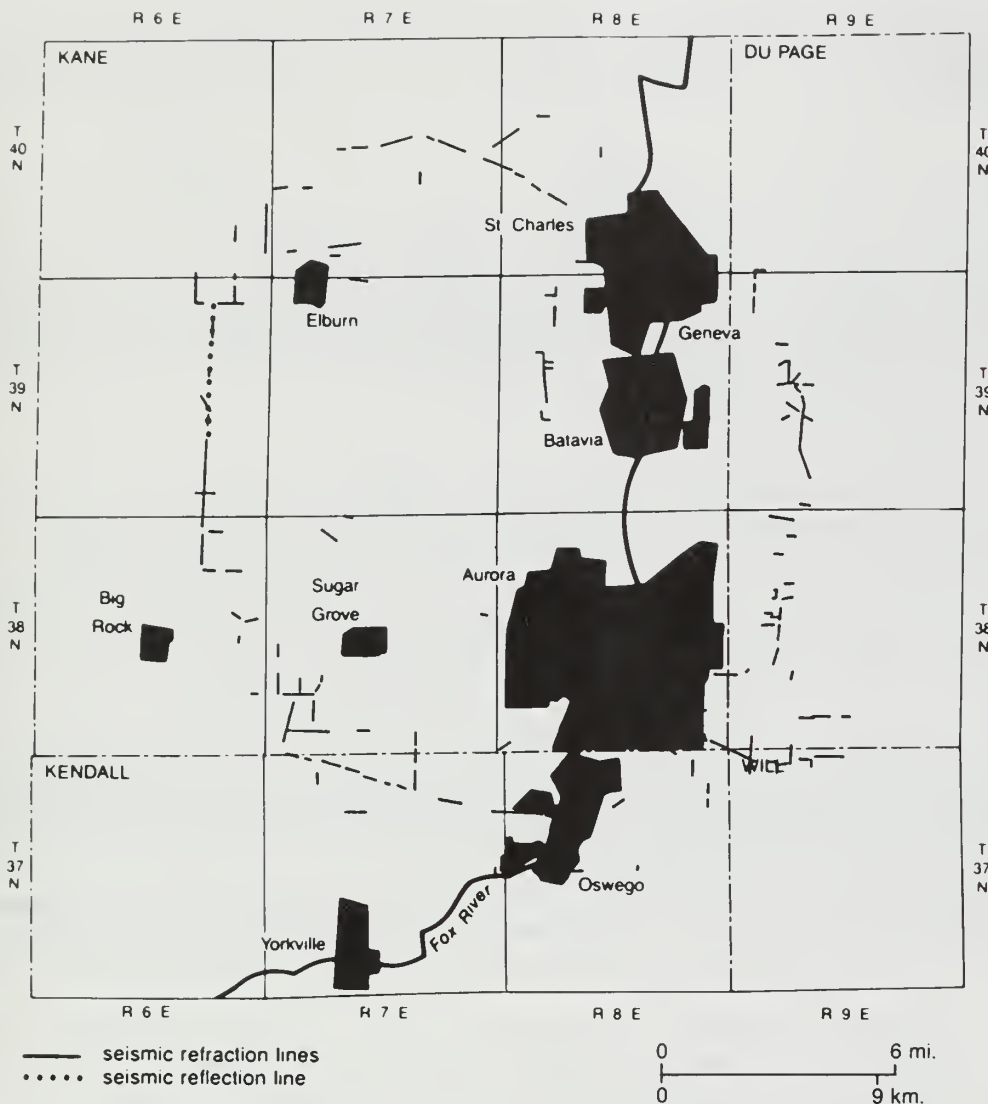 R 6 E R 7 E R 8 E R 9 E
KANE DU PAGE
T
40
N
T
40
N
St. Charles
Elburn
Geneva
T
39
N
T
39
N
Batavia
Aurora
Sugar
Grove
Big
Rock
T
38
N
T
38
N
KENDALL
WILL
T
37
N
T
37
N
Oswego
Fox River
Yorkville
R 6 E R 7 E R 8 E R 9 E
seismic refraction lines
seismic reflection line
0 6 mi.
0 9 km.